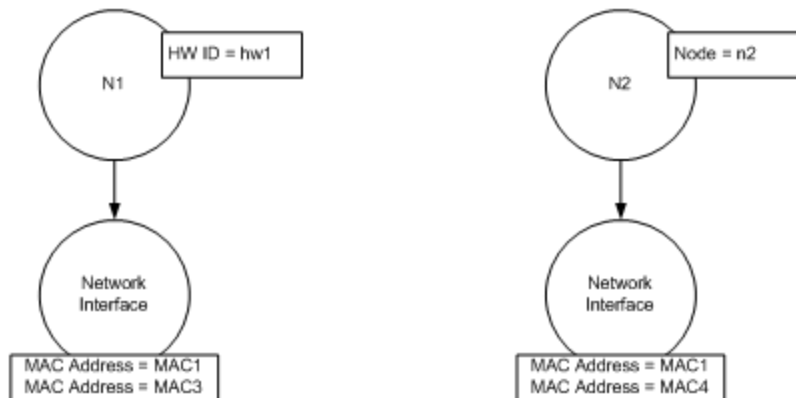 HW ID = hw1
N1
Node = n2
N2
Network
Interface
Network
Interface
MAC Address = MAC1
MAC Address = MAC3
MAC Address = MAC1
MAC Address = MAC4